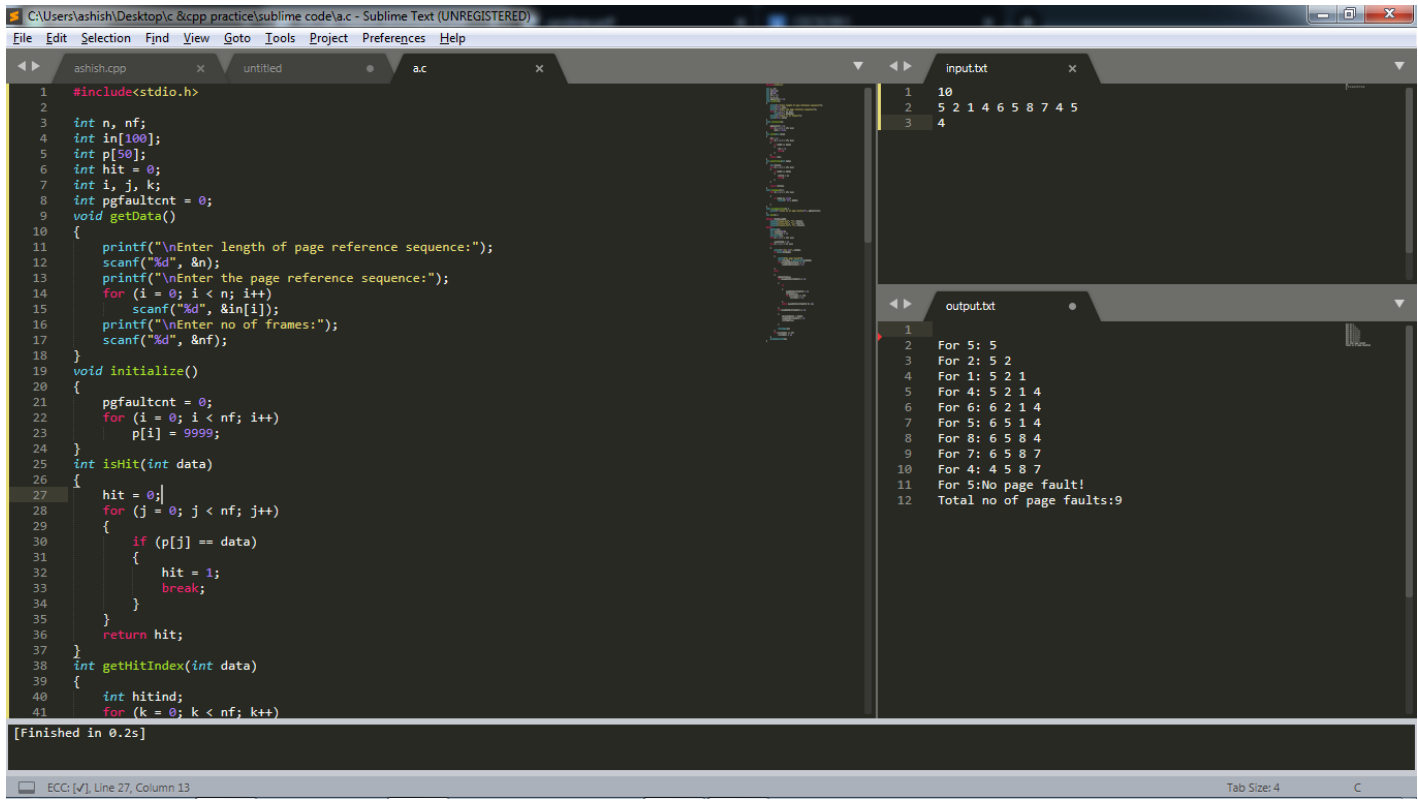 C:\Users\ashish\Desktop\c &cpp practice\sublime code\a.c - Sublime Text (UNREGISTERED)
File Edit Selection Find View Goto Tools Project Preferences Help
ashish.cpp × untitled a.c ×
1 #include<stdio.h>
2
3 int n, nf;
4 int in[100];
5 int p[50];
6 int hit = 0;
7 int i, j, k;
8 int pgfaultcnt = 0;
9 void getData()
10 {
11 printf("\nEnter length of page reference sequence:");
12 scanf("%d", &n);
13 printf("\nEnter the page reference sequence:");
14 for (i = 0; i < n; i++)
15 scanf("%d", &in[i]);
16 printf("\nEnter no of frames:");
17 scanf("%d", &nf);
18 }
19 void initialize()
20 {
21 pgfaultcnt = 0;
22 for (i = 0; i < nf; i++)
23 p[i] = 9999;
24 }
25 int isHit(int data)
26 {
27 hit = 0;
28 for (j = 0; j < nf; j++)
29 {
30 if (p[j] == data)
31 {
32 hit = 1;
33 break;
34 }
35 }
36 return hit;
37 }
38 int getHitIndex(int data)
39 {
40 int hitind;
41 for (k = 0; k < nf; k++)
input.txt ×
1 10
2 5 2 1 4 6 5 8 7 4 5
3 4
output.txt
1
2 For 5: 5
3 For 2: 5 2
4 For 1: 5 2 1
5 For 4: 5 2 1 4
6 For 6: 6 2 1 4
7 For 5: 6 5 1 4
8 For 8: 6 5 8 4
9 For 7: 6 5 8 7
10 For 4: 4 5 8 7
11 For 5:No page fault!
12 Total no of page faults:9
[Finished in 0.2s]
ECC: [√], Line 27, Column 13
Tab Size: 4 C